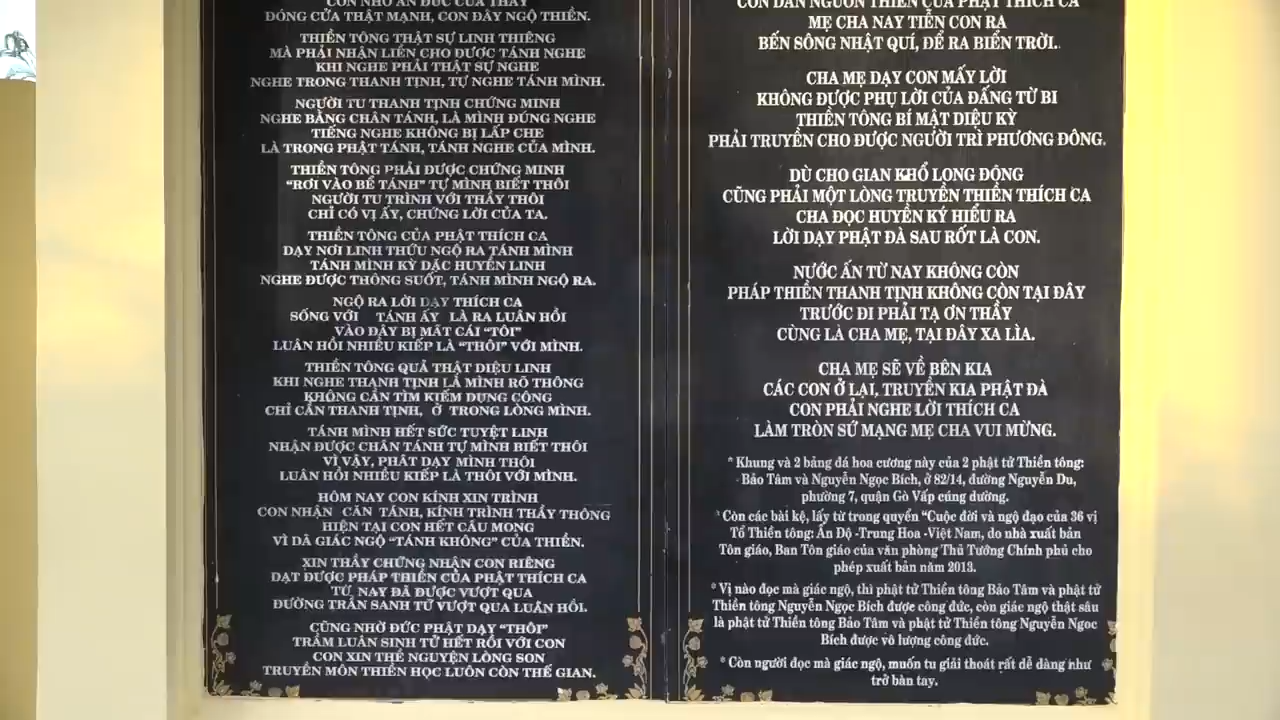 CON NHỜ ÂN ĐỨC CỦA THẦY
ĐÓNG CỬA THẬT MẠNH, CON ĐÂY NGỘ THIỀN.
THIỀN TÔNG THẬT SỰ LINH THIÊNG
MÀ PHẢI NHẬN LIỀN CHO ĐƯỢC TÁNH NGHE
KHI NGHE PHẢI THẬT SỰ NGHE
NGHE TRONG THANH TỊNH, TỰ NGHE TÁNH MÌNH.
NGƯỜI TU THANH TỊNH CHỨNG MINH
NGHE BẰNG CHÂN TÁNH, LÀ MÌNH ĐÚNG NGHE
TIẾNG NGHE KHÔNG BỊ LẤP CHE
LÀ TRONG PHẬT TÁNH, TÁNH NGHE CỦA MÌNH.
THIỀN TÔNG PHẢI ĐƯỢC CHỨNG MINH
"RƠI VÀO BỂ TÁNH" TỰ MÌNH BIẾT THÔI
NGƯỜI TU TRÌNH VỚI THẦY THÔI
CHỈ CÓ VỊ ẤY, CHỨNG LỜI CỦA TA.
THIỀN TÔNG CỦA PHẬT THÍCH CA
DẠY NƠI LINH THỨU NGỘ RA TÁNH MÌNH
TÁNH MÌNH KỲ ĐẶC HUYỀN LINH
NGHE ĐƯỢC THÔNG SUỐT, TÁNH MÌNH NGỘ RA.
NGỘ RA LỜI DẠY THÍCH CA
SỐNG VỚI TÁNH ẤY LÀ RA LUÂN HỒI
VÀO ĐÂY BỊ MẤT CÁI "TÔI"
LUÂN HỒI NHIỀU KIẾP LÀ "THÔI" VỚI MÌNH.
THIỀN TÔNG QUẢ THẬT DIỆU LINH
KHI NGHE THANH TỊNH LÀ MÌNH RÕ THÔNG
KHÔNG CẦN TÌM KIẾM DỤNG CÔNG
CHỈ CẦN THANH TỊNH, Ở TRONG LÒNG MÌNH.
TÁNH MÌNH HẾT SỨC TUYỆT LINH
NHẬN ĐƯỢC CHÂN TÁNH TỰ MÌNH BIẾT THÔI
VÌ VẬY, PHẬT DẠY MÌNH THÔI
LUÂN HỒI NHIỀU KIẾP LÀ THÔI VỚI MÌNH.
HÔM NAY CON KÍNH XIN TRÌNH
CON NHẬN CĂN TÁNH, KÍNH TRÌNH THẦY THÔNG
HIỆN TẠI CON HẾT CẦU MONG
VÌ ĐÃ GIÁC NGỘ "TÁNH KHÔNG" CỦA THIỀN.
XIN THẦY CHỨNG NHẬN CON RIÊNG
ĐẠT ĐƯỢC PHÁP THIỀN CỦA PHẬT THÍCH CA
TỪ NAY ĐÃ ĐƯỢC VƯỢT QUA
ĐƯỜNG TRẦN SANH TỬ VƯỢT QUA LUÂN HỒI.
CŨNG NHỜ ĐỨC PHẬT DẠY "THÔI"
TRẦM LUÂN SINH TỬ HẾT RỒI VỚI CON
CON XIN THỀ NGUYỆN LÒNG SON
TRUYỀN MÔN THIỀN HỌC LUÔN CÒN THẾ GIAN.
CON DẪN NGUỒN THIỀN CỦA PHẬT THÍCH CA
MẸ CHA NAY TIỄN CON RA
BẾN SÔNG NHẬT QUÍ, ĐỂ RA BIỂN TRỜI.
CHA MẸ DẠY CON MẤY LỜI
KHÔNG ĐƯỢC PHỤ LỜI CỦA ĐẤNG TỪ BI
THIỀN TÔNG BÍ MẬT DIỆU KỲ
PHẢI TRUYỀN CHO ĐƯỢC NGƯỜI TRÌ PHƯƠNG ĐÔNG.
DÙ CHO GIAN KHỔ LONG ĐONG
CŨNG PHẢI MỘT LÒNG TRUYỀN THIỀN THÍCH CA
CHA ĐỌC HUYỀN KÝ HIỂU RA
LỜI DẠY PHẬT ĐÀ SAU RỐT LÀ CON.
NƯỚC ẤN TỪ NAY KHÔNG CÒN
PHÁP THIỀN THANH TỊNH KHÔNG CÒN TẠI ĐÂY
TRƯỚC ĐI PHẢI TẠ ƠN THẦY
CÙNG LÀ CHA MẸ, TẠI ĐÂY XA LÌA.
CHA MẸ SẼ VỀ BÊN KIA
CÁC CON Ở LẠI, TRUYỀN KIA PHẬT ĐÀ
CON PHẢI NGHE LỜI THÍCH CA
LÀM TRÒN SỨ MẠNG MẸ CHA VUI MỪNG.
* Khung và 2 bảng đá hoa cương này của 2 phật tử Thiền tông:
Bảo Tâm và Nguyễn Ngọc Bích, ở 82/14, đường Nguyễn Du,
phường 7, quận Gò Vấp cúng dường.
* Còn các bài kệ, lấy từ trong quyển "Cuộc đời và ngộ đạo của 36 vị
Tổ Thiền tông: Ấn Độ -Trung Hoa -Việt Nam, do nhà xuất bản
Tôn giáo, Ban Tôn giáo của văn phòng Thủ Tướng Chính phủ cho
phép xuất bản năm 2013.
* Vị nào đọc mà giác ngộ, thì phật tử Thiền tông Bảo Tâm và phật tử
Thiền tông Nguyễn Ngọc Bích được công đức, còn giác ngộ thật sâu
là phật tử Thiền tông Bảo Tâm và phật tử Thiền tông Nguyễn Ngọc
Bích được vô lượng công đức.
* Còn người đọc mà giác ngộ, muốn tu giải thoát rất dễ dàng như
trở bàn tay.